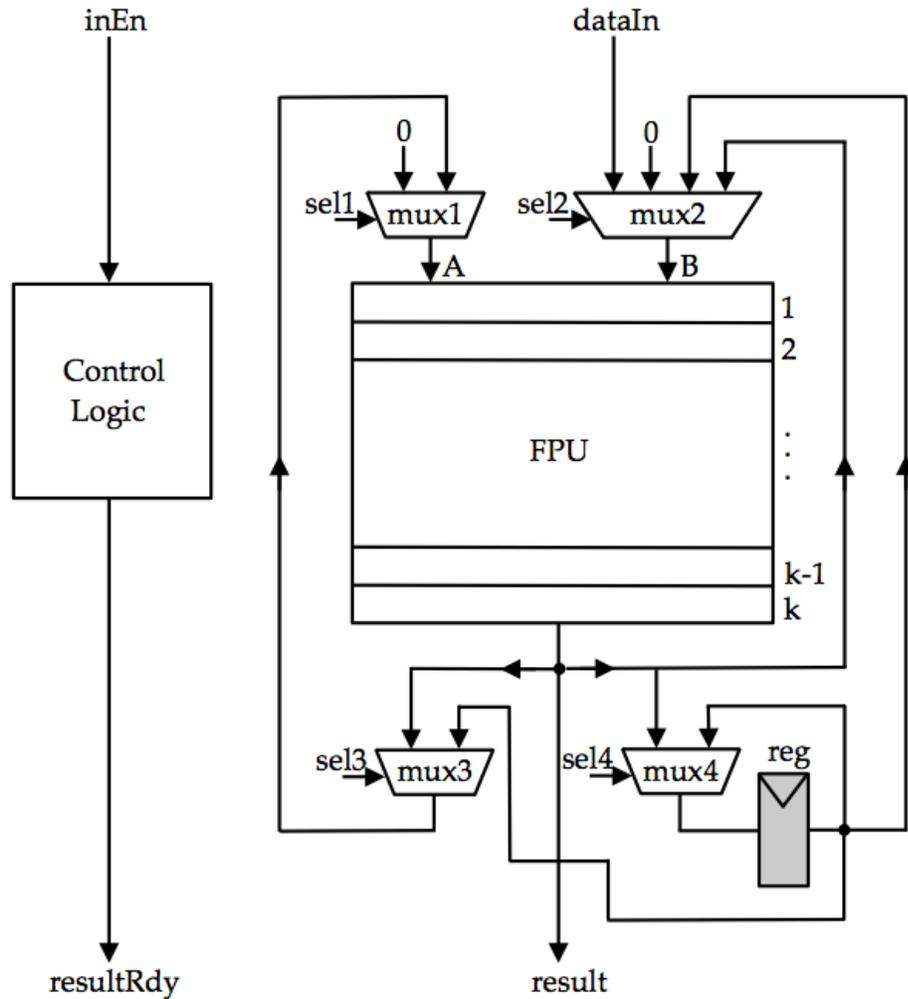 inEn
dataIn
0
0
sel1
mux1
sel2
mux2
A
B
1
2
Control
Logic
FPU
.
.
.
k-1
k
sel3
mux3
sel4
mux4
reg
resultRdy
result